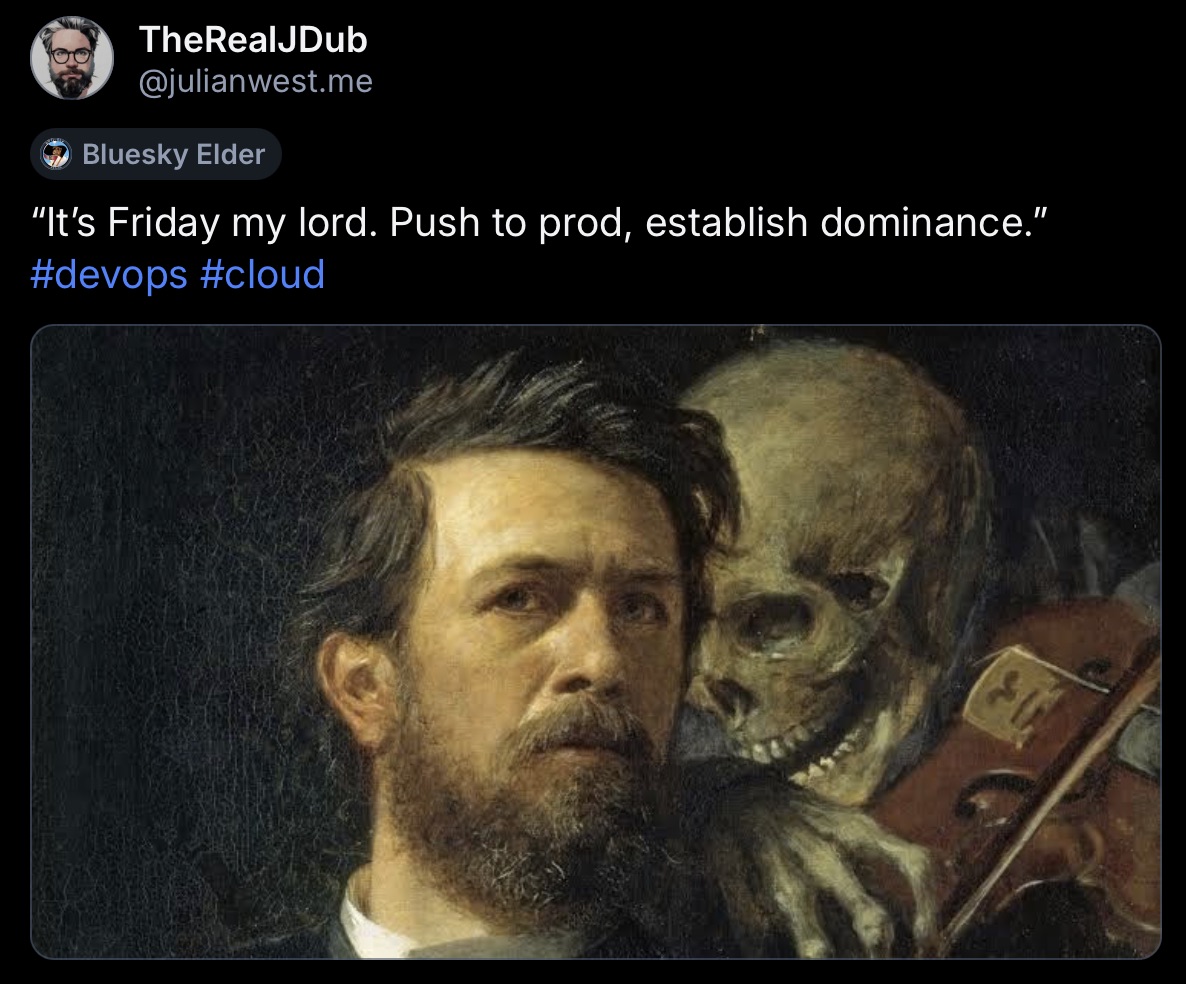 TheRealJDub
@julianwest.me
Bluesky Elder
“It’s Friday my lord. Push to prod, establish dominance.”
#devops #cloud